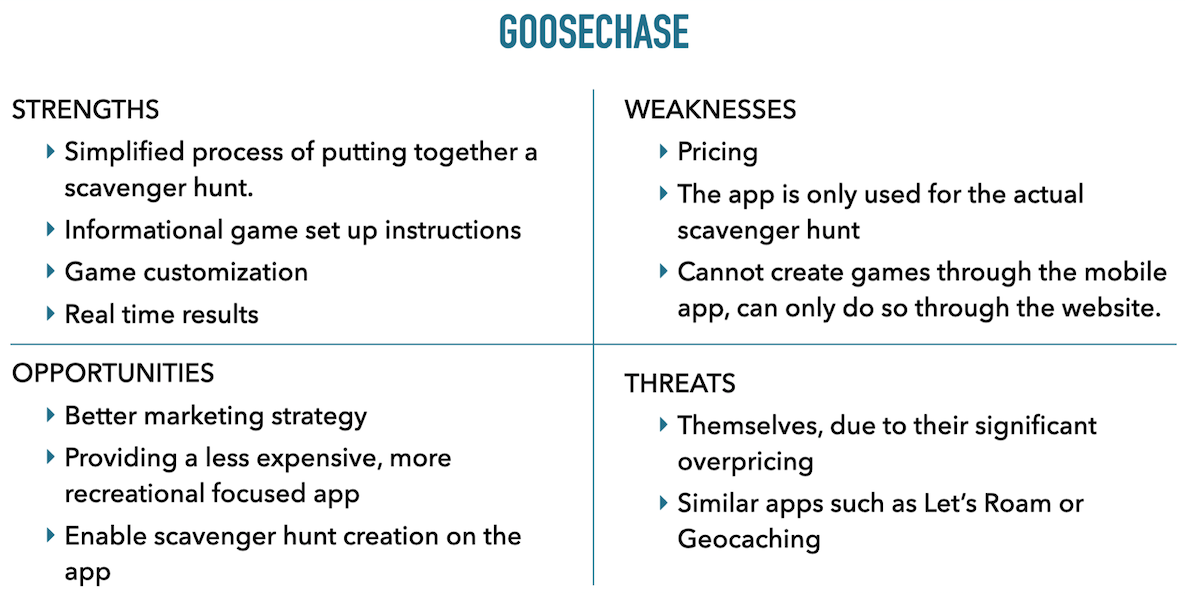 GOOSECHASE
STRENGTHS
Simplified process of putting together a
scavenger hunt.
Informational game set up instructions
Game customization
Real time results
WEAKNESSES
Pricing
The app is only used for the actual
scavenger hunt
Cannot create games through the mobile
app, can only do so through the website.
OPPORTUNITIES
Better marketing strategy
Providing a less expensive, more
recreational focused app
Enable scavenger hunt creation on the
app
THREATS
Themselves, due to their significant
overpricing
Similar apps such as Let’s Roam or
Geocaching